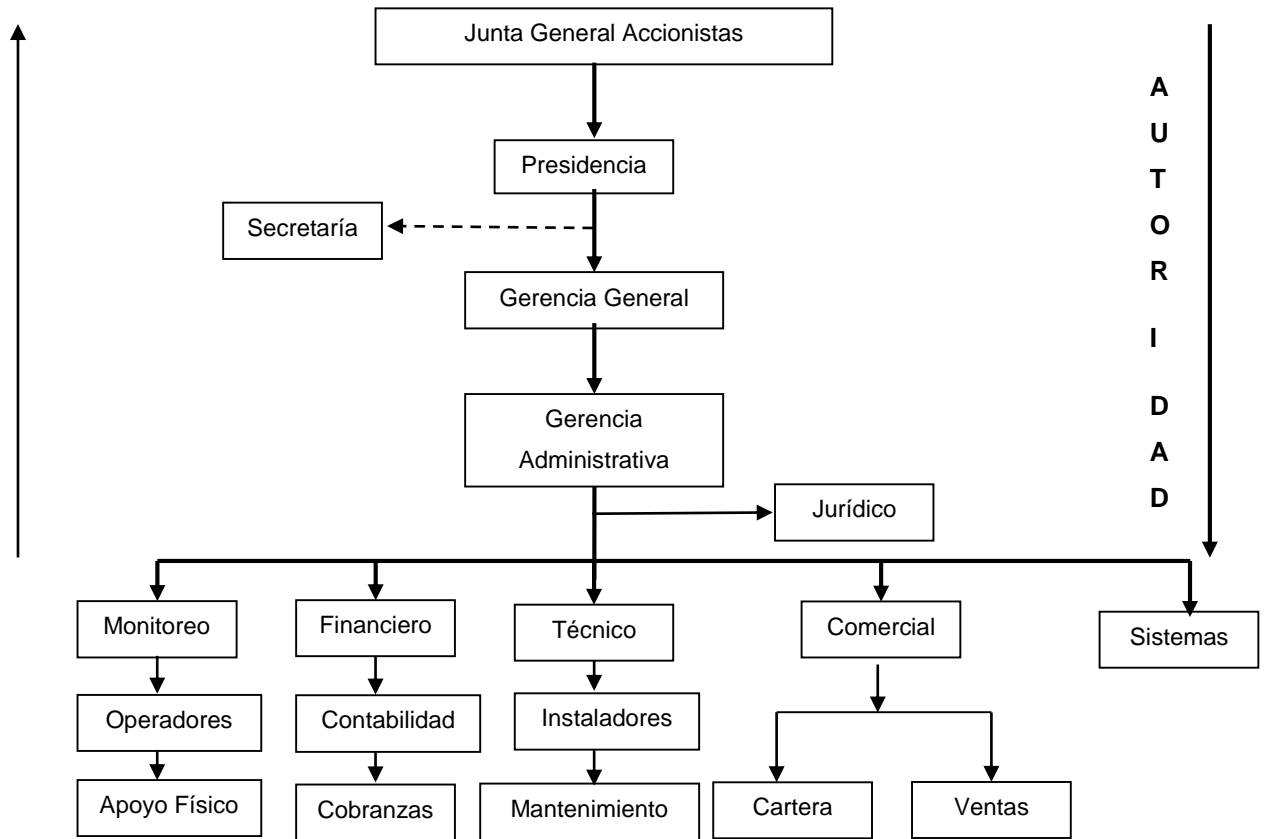 Junta General Accionistas
Presidencia
Secretaría
Gerencia General
Gerencia
Administrativa
Jurídico
A
U
T
O
R
I
D
A
D
Monitoreo
Financiero
Técnico
Comercial
Sistemas
Operadores
Contabilidad
Instaladores
Apoyo Físico
Cobranzas
Mantenimiento
Cartera
Ventas